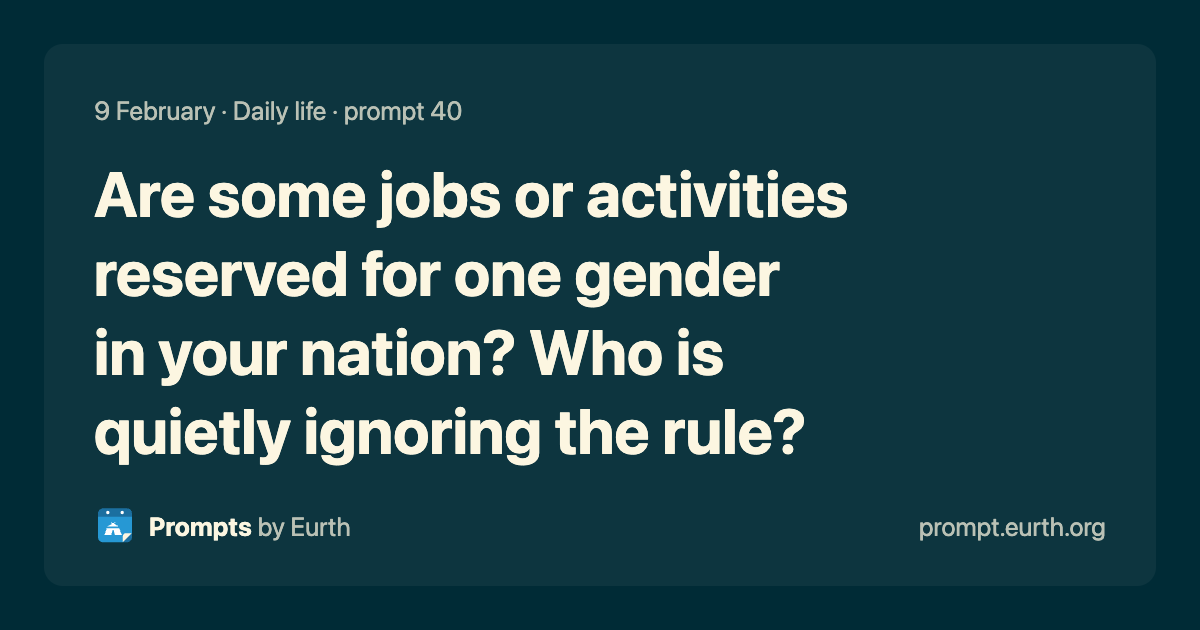 9 February · Daily life · prompt 40
Are some jobs or activities
reserved for one gender
in your nation? Who is
quietly ignoring the rule?
Prompts by Eurth
prompt.eurth.org